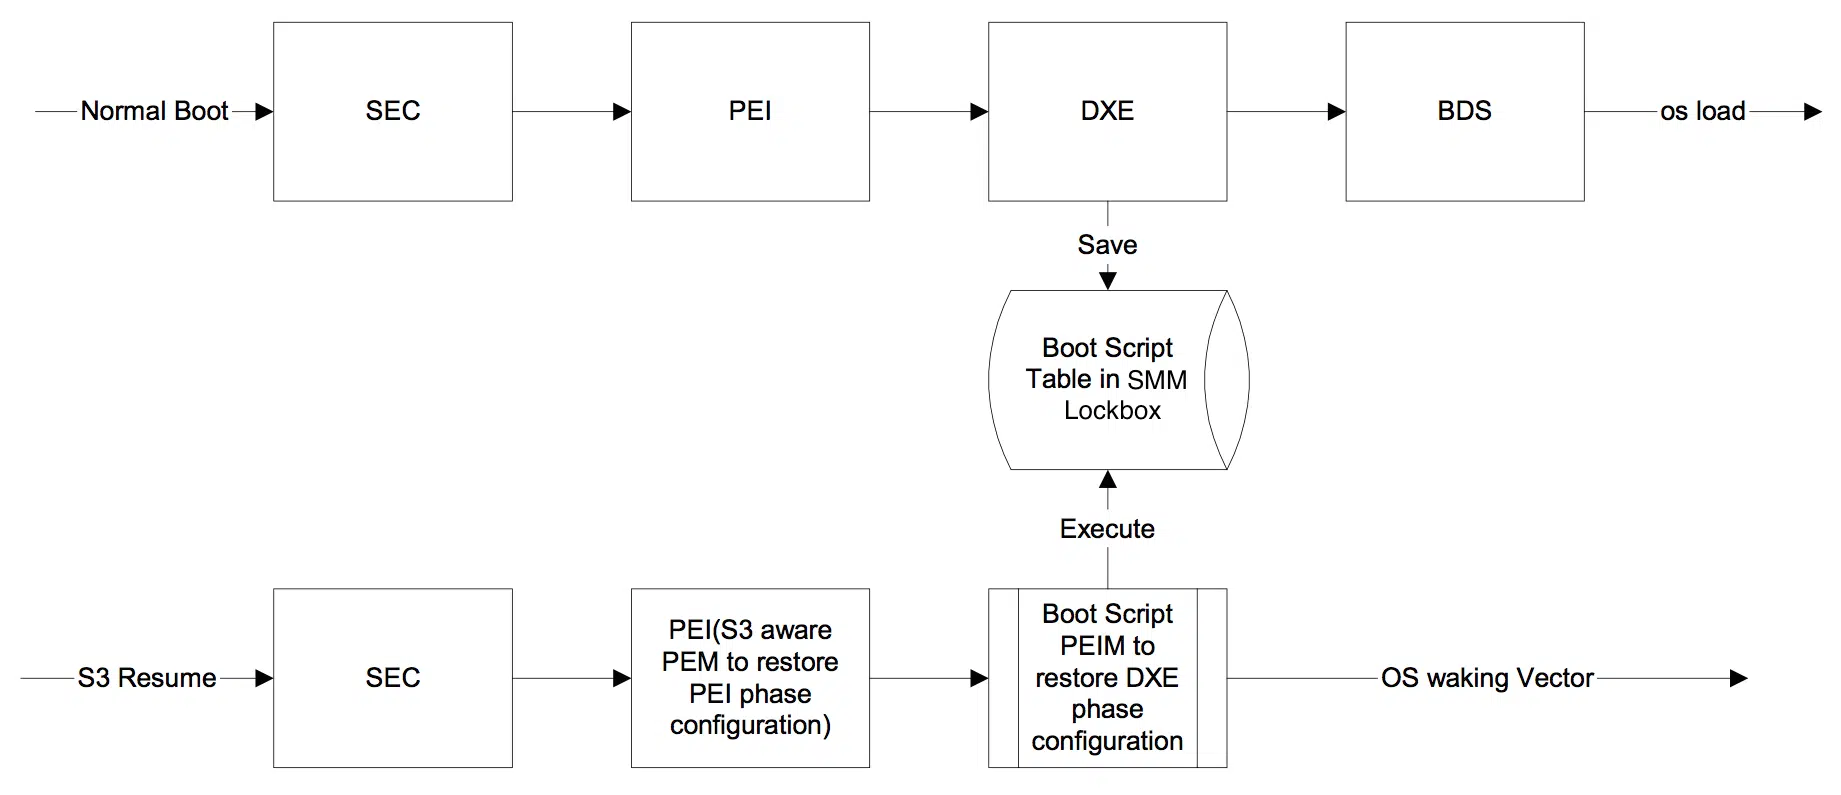 Normal Boot
SEC
PEI
DXE
BDS
os load
Save
Boot Script
Table in SMM
Lockbox
Execute
S3 Resume
SEC
PEI(S3 aware
PEM to restore
PEI phase
configuration)
Boot Script
PEIM to
restore DXE
phase
configuration
OS waking Vector